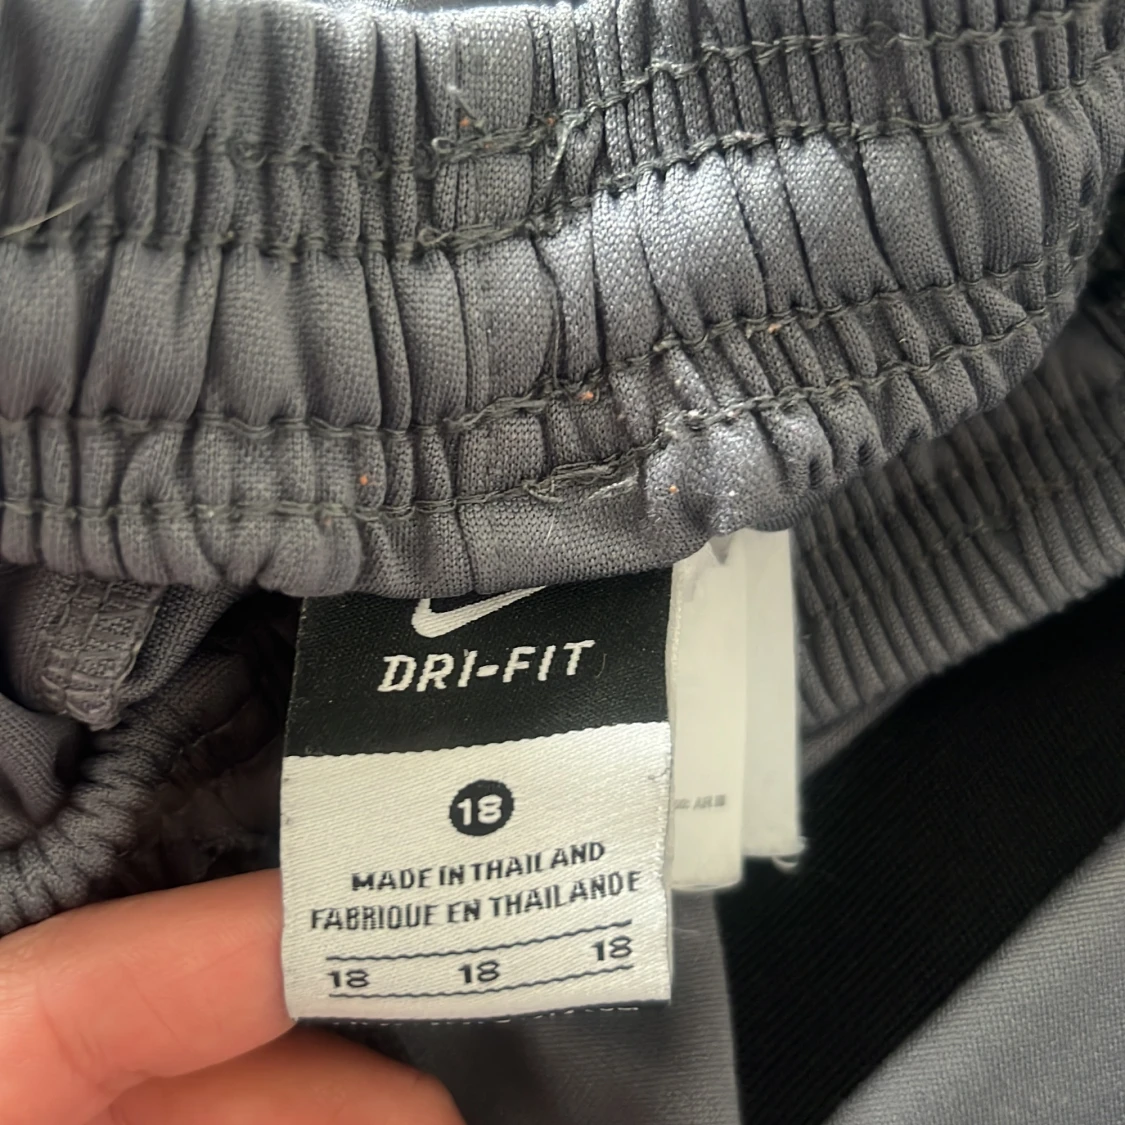 DRI-FIT
18
MADE IN THAILAND
FABRIQUE EN THAILANDE
18 18 18